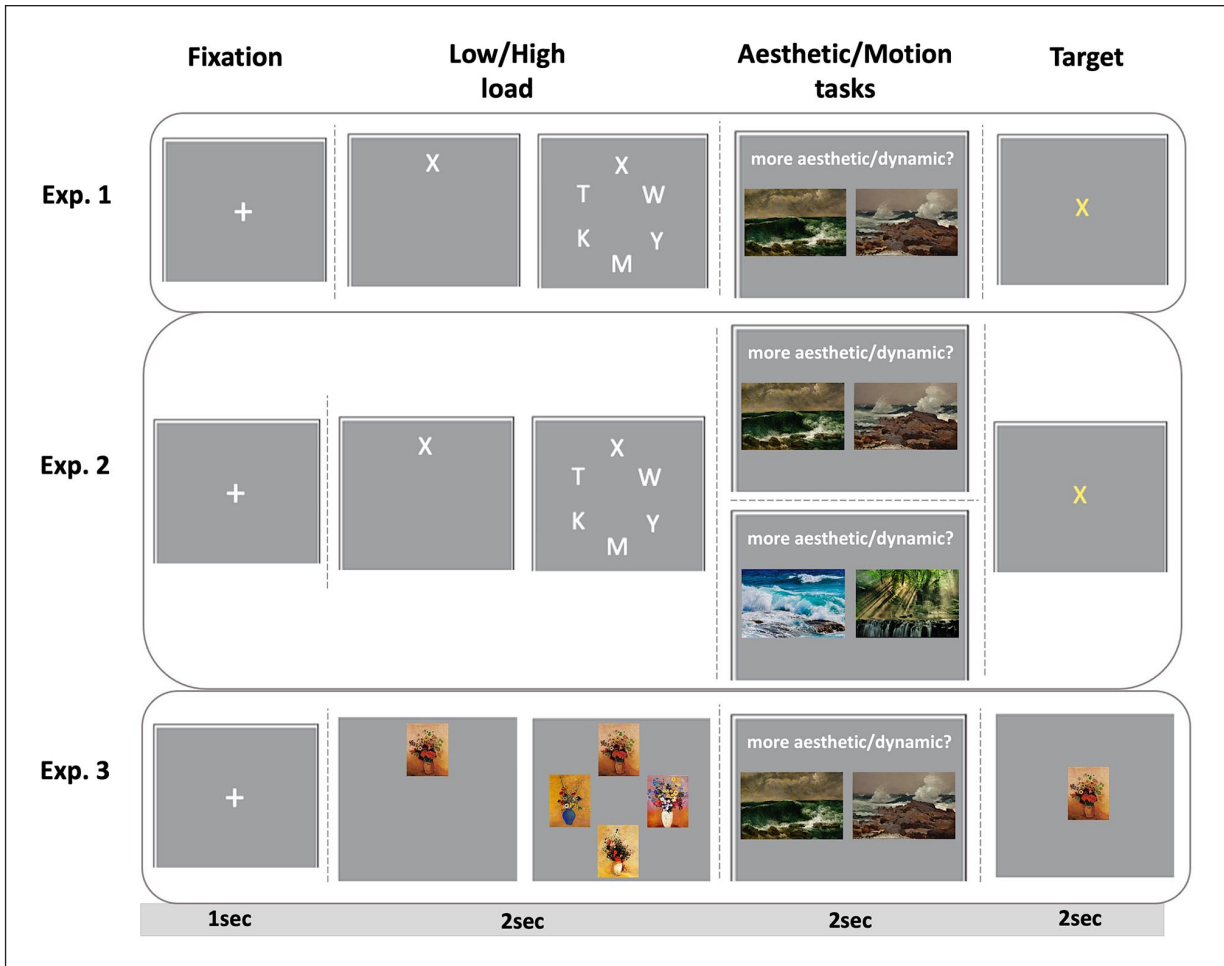 Fixation
Low/High
load
Aesthetic/Motion
tasks
Target
Exp. 1
+
X
X
T W
K Y
M
more aesthetic/dynamic?
X
Exp. 2
+
X
X
T W
K Y
M
more aesthetic/dynamic?
more aesthetic/dynamic?
X
Exp. 3
+
more aesthetic/dynamic?
1sec
2sec
2sec
2sec